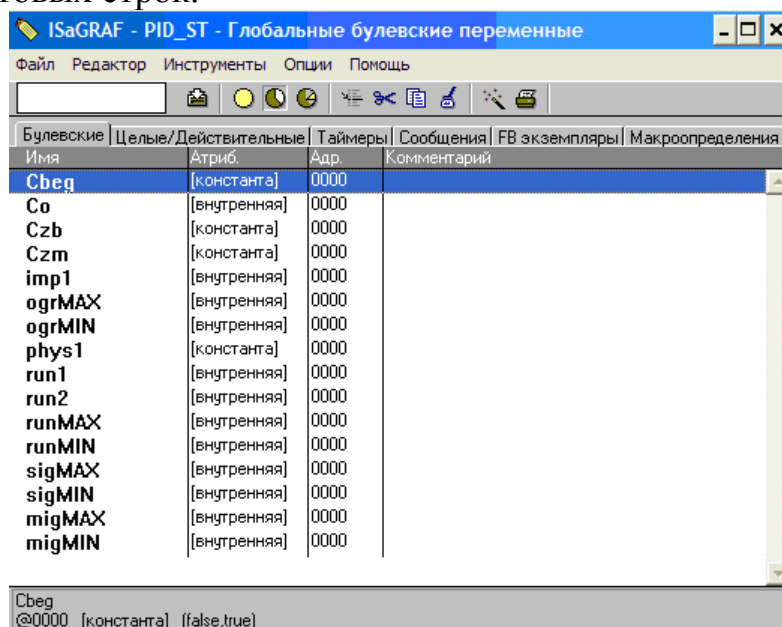 товых строк.
ISaGRAF - PID_ST - Глобальные булевские переменные
Файл Редактор Инструменты Опции Помощь
Булевские Целые/Действительные Таймеры Сообщения FB экземпляры Макроопределения
Имя Атриб. Адр. Комментарий
Cbeg [константа] 0000
Co [внутренняя] 0000
Czb [константа] 0000
Czm [константа] 0000
imp1 [внутренняя] 0000
ogrMAX [внутренняя] 0000
ogrMIN [внутренняя] 0000
phys1 [константа] 0000
run1 [внутренняя] 0000
run2 [внутренняя] 0000
runMAX [внутренняя] 0000
runMIN [внутренняя] 0000
sigMAX [внутренняя] 0000
sigMIN [внутренняя] 0000
migMAX [внутренняя] 0000
migMIN [внутренняя] 0000
Cbeg
@0000 [константа] (false,true)